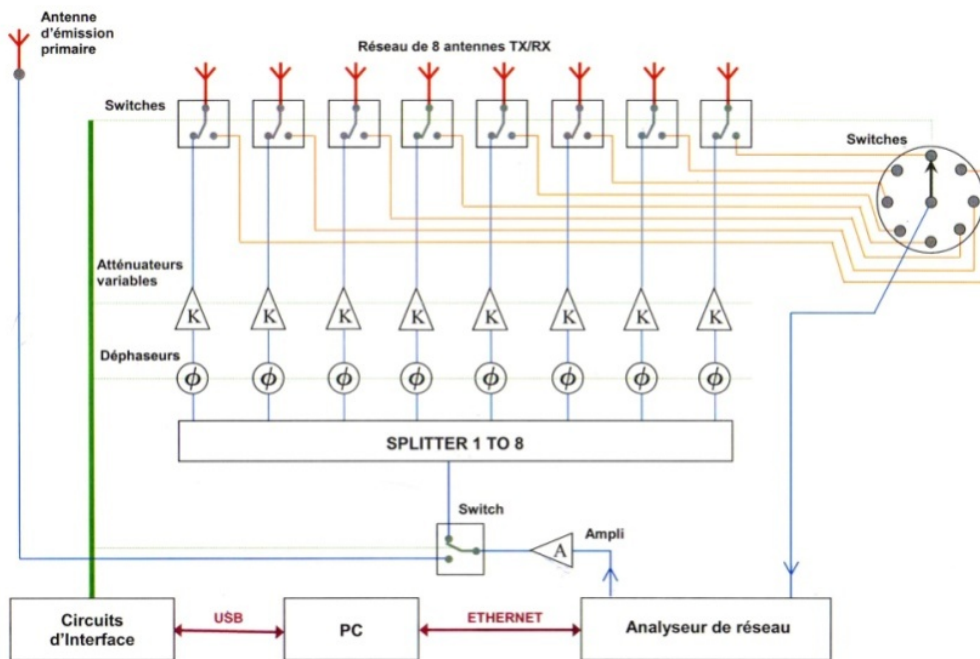 Antenne
d'émission
primaire
Réseau de 8 antennes TX/RX
Switches
Switches
Atténuateurs
variables
K K K K K K K K
Déphaseurs
ϕ ϕ ϕ ϕ ϕ ϕ ϕ ϕ
SPLITTER 1 TO 8
Switch
Ampli
A
Circuits
d'Interface
USB
PC
ETHERNET
Analyseur de réseau